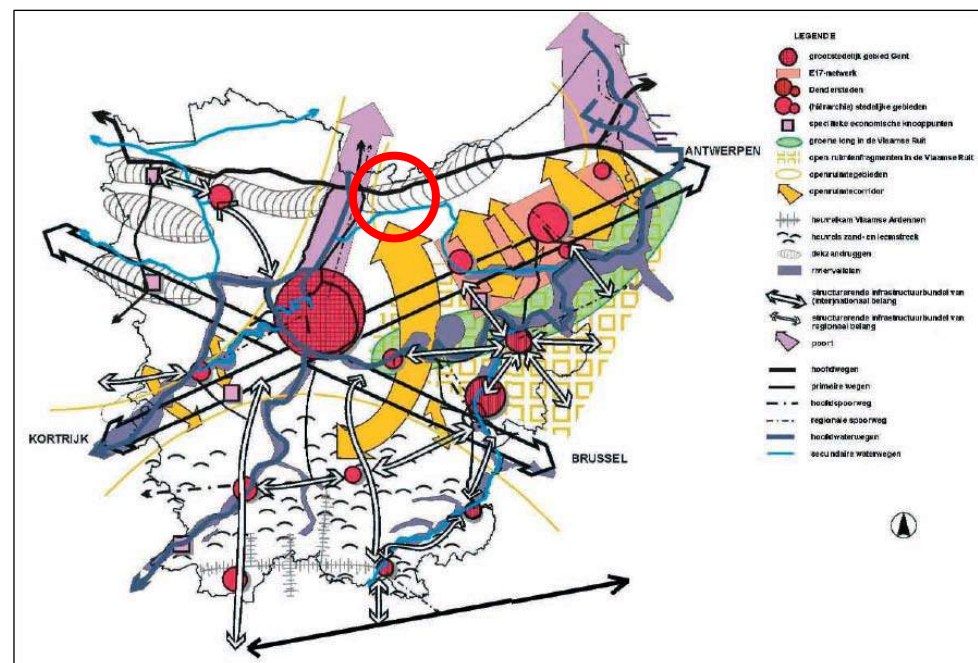 LEGENDE
grootstedelijk gebied Gent
E17-netwerk
Dendersteden
(hiërarchie) stedelijke gebieden
specifieke economische knooppunten
groene long in de Vlaamse Ruit
open ruimtefragmenten in de Vlaamse Ruit
openruimtegebieden
openruimtecorridor
heuvelkam Vlaamse Ardennen
heuvels zand- en leemstreek
dekzandruggen
riviervalleien
structurerende infrastructuurbundel van
(inter)nationaal belang
structurerende infrastructuurbundel van
regionaal belang
poort
hoofdwegen
primaire wegen
hoofdspoorweg
regionale spoorweg
hoofdwaterwegen
secundaire waterwegen
ANTWERPEN
KORTRIJK
BRUSSEL